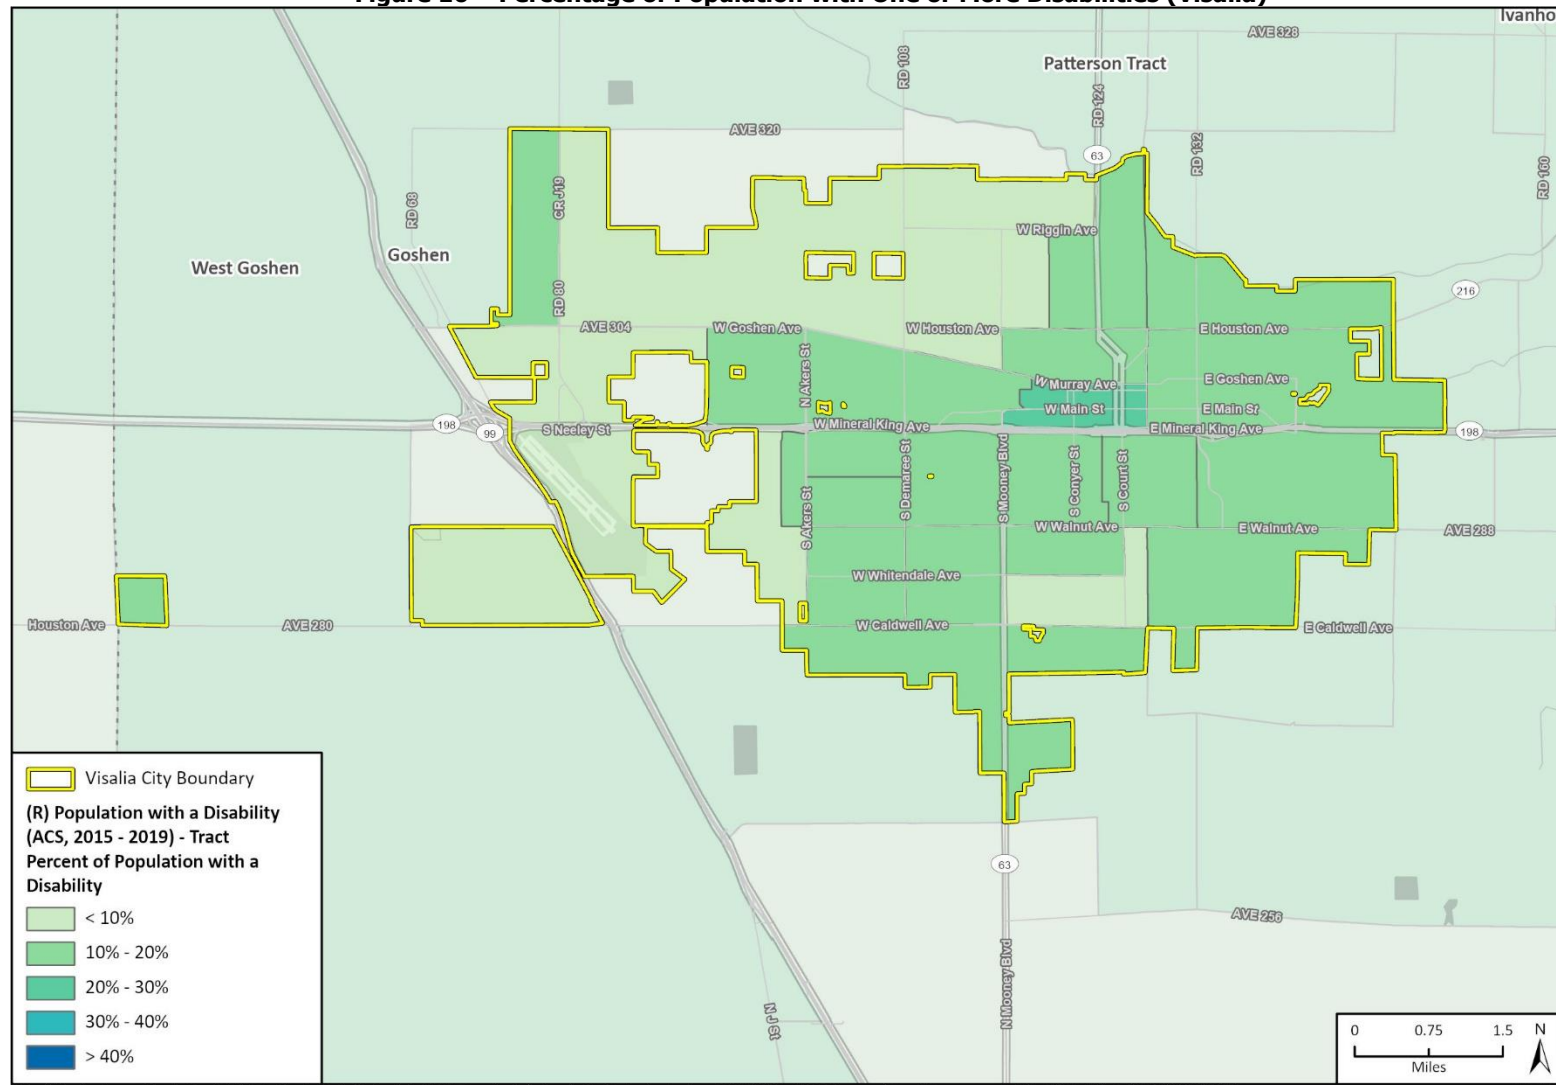 Figure 10 - Percentage of Population with One or More Disabilities (Visalia)
Ivanho
AVE 328
Patterson Tract
RD 108
RD 124
AVE 320
63
RD 132
RD 160
CR J19
RD 68
W Riggin Ave
Goshen
West Goshen
216
RD 80
AVE 304
W Goshen Ave
W Houston Ave
E Houston Ave
N Akers St
W Murray Ave
E Goshen Ave
W Main St
E Main St
198
99
S Neeley St
W Mineral King Ave
E Mineral King Ave
198
S Demaree St
S Mooney Blvd
S Conyer St
S Court St
S Akers St
W Walnut Ave
E Walnut Ave
AVE 288
W Whitendale Ave
Houston Ave
AVE 280
W Caldwell Ave
E Caldwell Ave
63
AVE 256
N Mooney Blvd
N J St
Visalia City Boundary
(R) Population with a Disability
(ACS, 2015 - 2019) - Tract
Percent of Population with a
Disability
< 10%
10% - 20%
20% - 30%
30% - 40%
> 40%
0 0.75 1.5 N
Miles